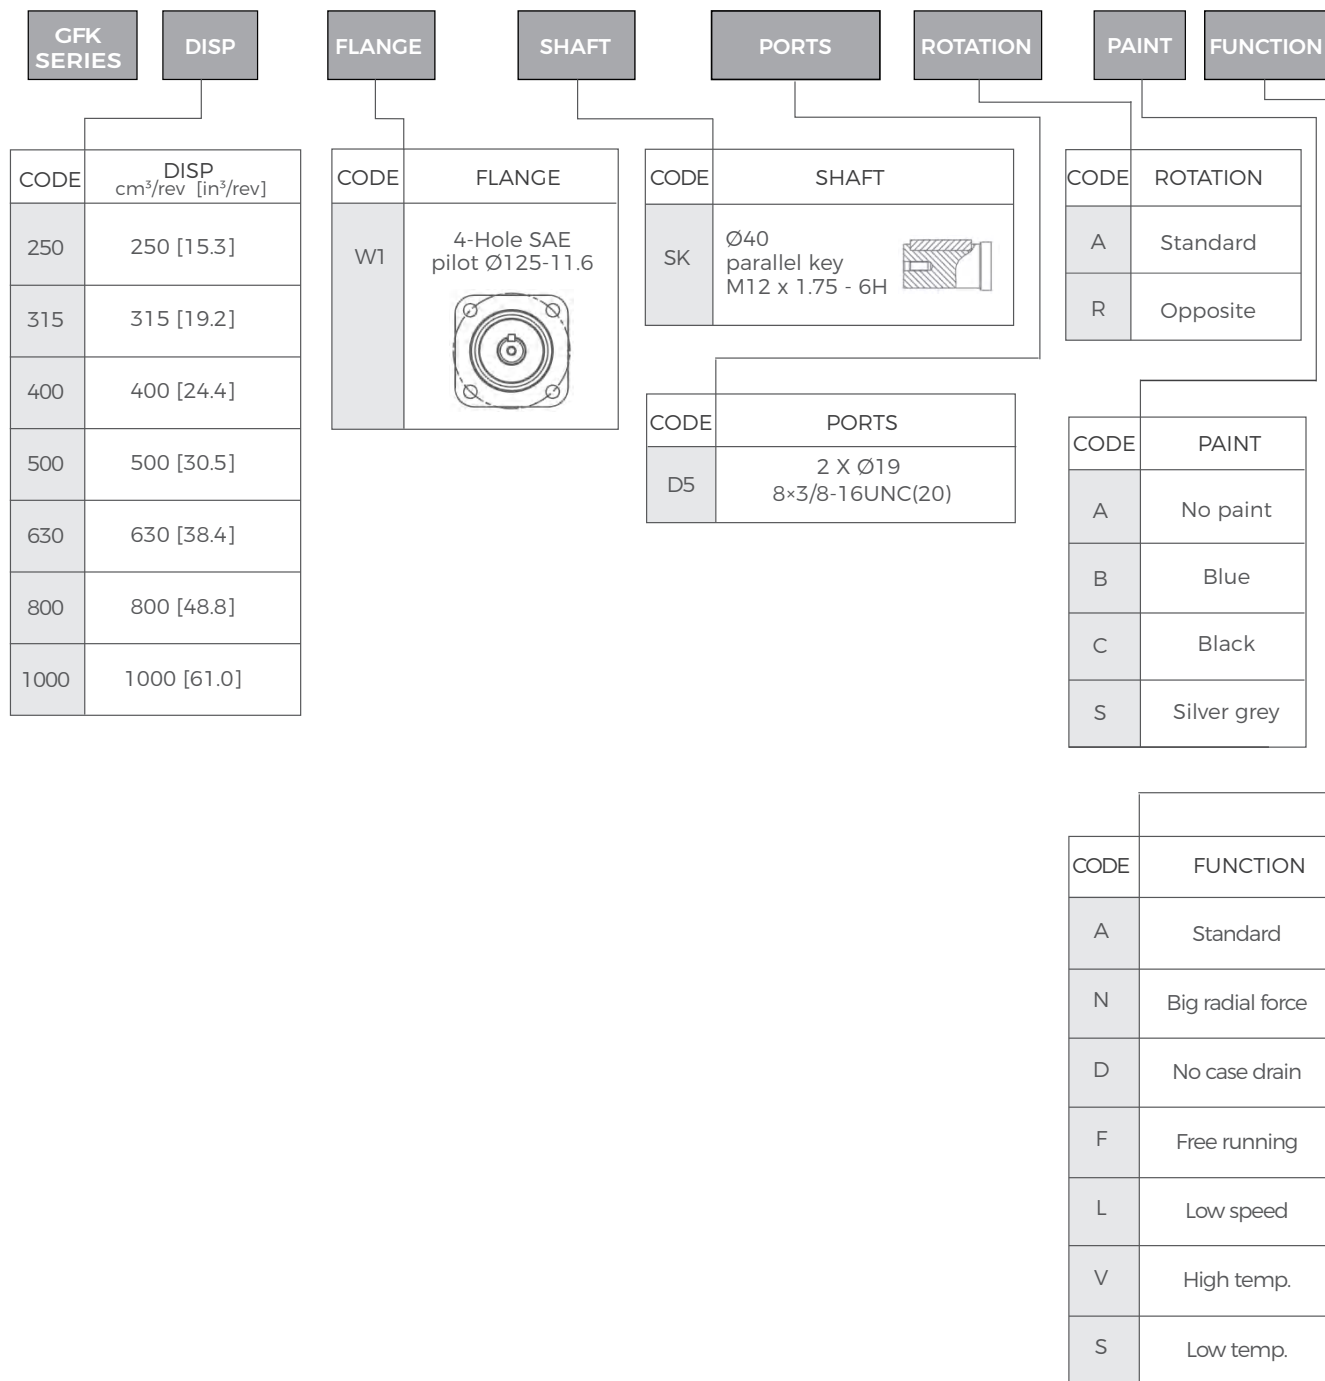 GFK
SERIES
DISP
FLANGE
SHAFT
PORTS
ROTATION
PAINT
FUNCTION
CODE
DISP
cm³/rev [in³/rev]
250
250 [15.3]
315
315 [19.2]
400
400 [24.4]
500
500 [30.5]
630
630 [38.4]
800
800 [48.8]
1000
1000 [61.0]
CODE
FLANGE
W1
4-Hole SAE
pilot Ø125-11.6
CODE
SHAFT
SK
Ø40
parallel key
M12 x 1.75 - 6H
CODE
PORTS
D5
2 X Ø19
8×3/8-16UNC(20)
CODE
ROTATION
A
Standard
R
Opposite
CODE
PAINT
A
No paint
B
Blue
C
Black
S
Silver grey
CODE
FUNCTION
A
Standard
N
Big radial force
D
No case drain
F
Free running
L
Low speed
V
High temp.
S
Low temp.